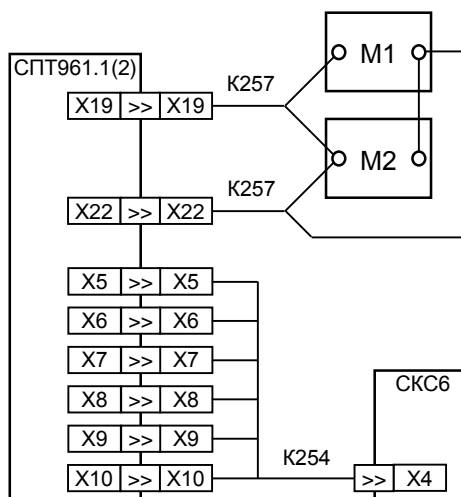 СПТ961.1(2)
М1
К257
X19 >> X19
М2
К257
X22 >> X22
X5 >> X5
X6 >> X6
X7 >> X7
X8 >> X8
СКС6
X9 >> X9
К254
X10 >> X10
>> X4